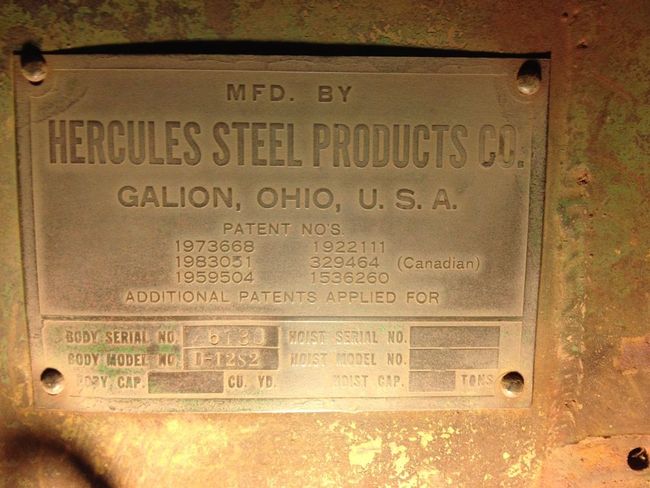 MFD. BY
HERCULES STEEL PRODUCTS CO.
GALION, OHIO, U. S. A.
PATENT NO'S
1973668 1922111
1983051 329464 (Canadian)
1959504 1536260
ADDITIONAL PATENTS APPLIED FOR
BODY SERIAL NO. HOIST SERIAL NO.
BODY MODEL NO. HOIST MODEL NO.
BODY CAP. CU. YD. HOIST CAP. TONS